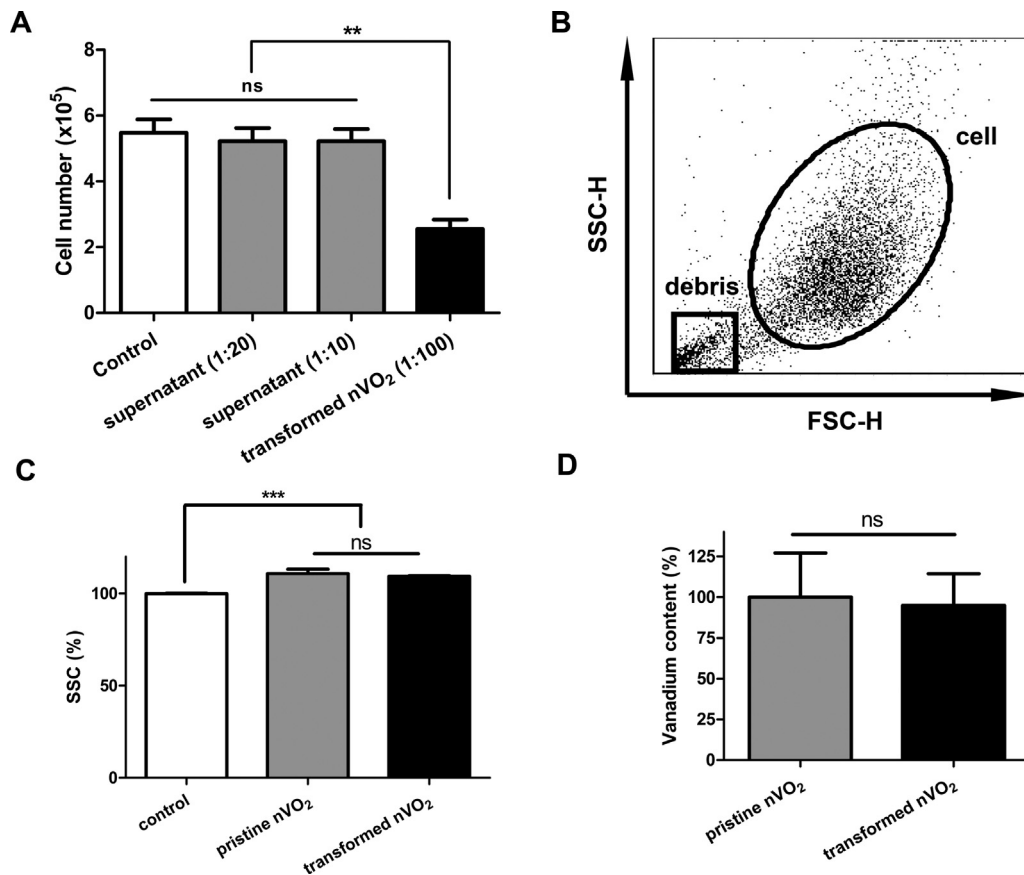 A
**
ns
Cell number (x10⁵)
8
6
4
2
0
Control
supernatant (1:20)
supernatant (1:10)
transformed nVO₂ (1:100)
B
SSC-H
cell
debris
FSC-H
C
***
ns
SSC (%)
100
50
0
control
pristine nVO₂
transformed nVO₂
D
ns
Vanadium content (%)
125
100
75
50
25
0
pristine nVO₂
transformed nVO₂